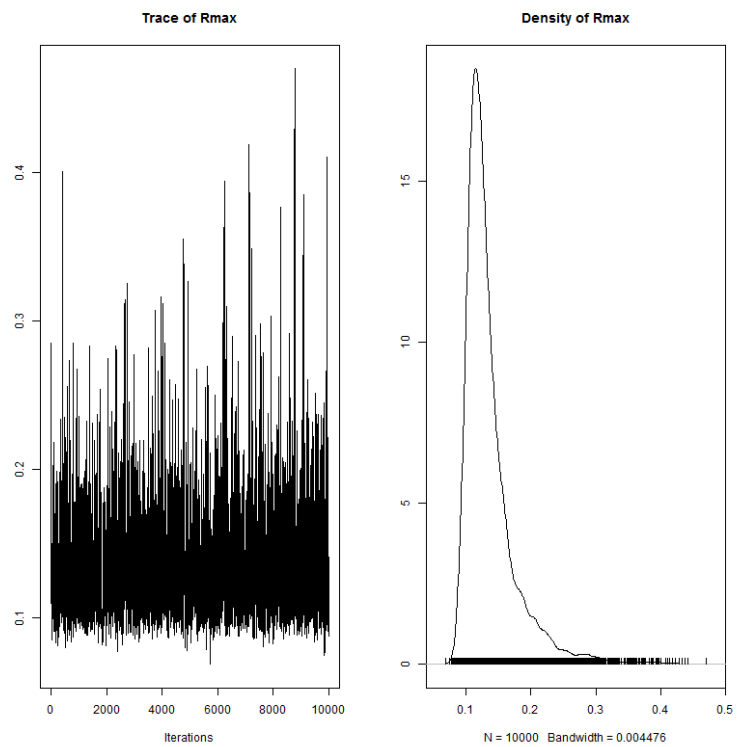 Trace of Rmax
0.4
0.3
0.2
0.1
0 2000 4000 6000 8000 10000
Iterations
Density of Rmax
15
10
5
0
0.1 0.2 0.3 0.4 0.5
N = 10000 Bandwidth = 0.004476